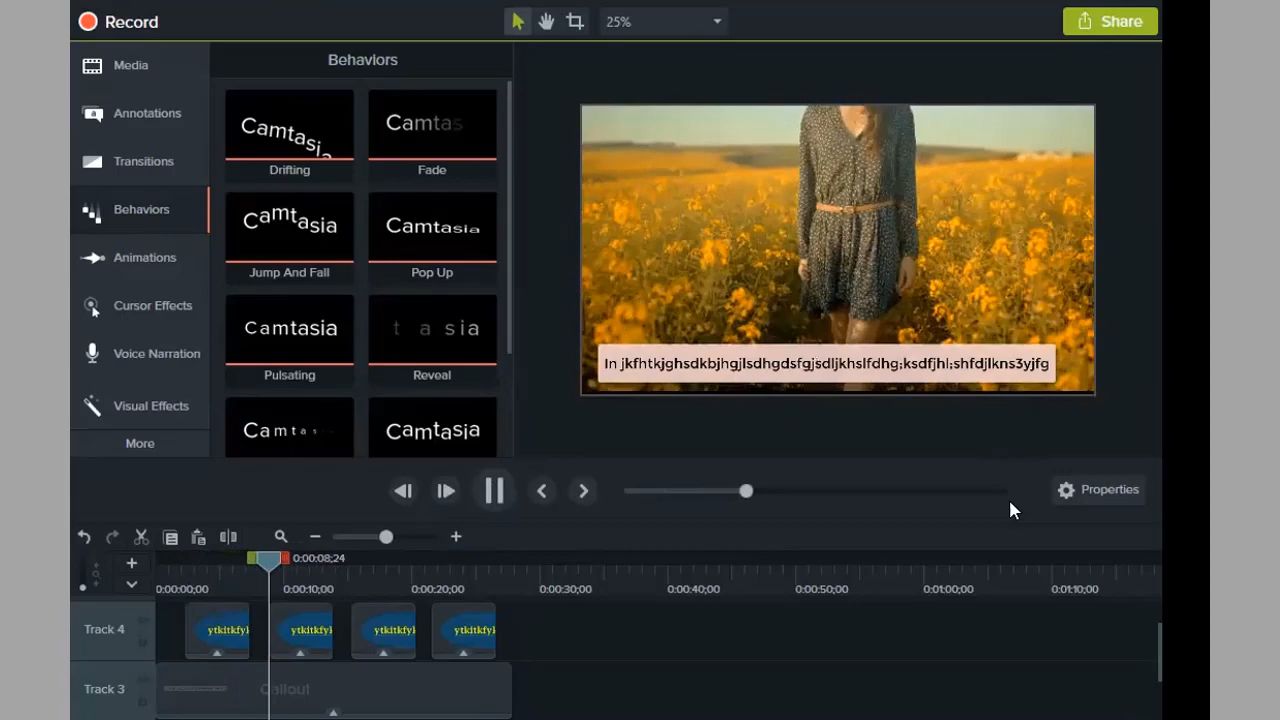 Record
25%
Share
Media
Annotations
Transitions
Behaviors
Animations
Cursor Effects
Voice Narration
Visual Effects
More
Behaviors
Camtasia
Drifting
Camtas
Fade
Camtasia
Jump And Fall
Camtasia
Pop Up
Camtasia
Pulsating
t a sia
Reveal
Camtas
Camtasia
In jkfhtkjghsdkbjhgjlsdhgdsfgjsdljkhslfdhg;ksdfjhl;shfdjlkns3yjfg
Properties
0:00:08;24
0:00:00;00
0:00:10;00
0:00:20;00
0:00:30;00
0:00:40;00
0:00:50;00
0:01:00;00
0:01:10;00
Track 4
ytkitkfyl
ytkitkfyl
ytkitkfyl
ytkitkfyl
Track 3
Callout